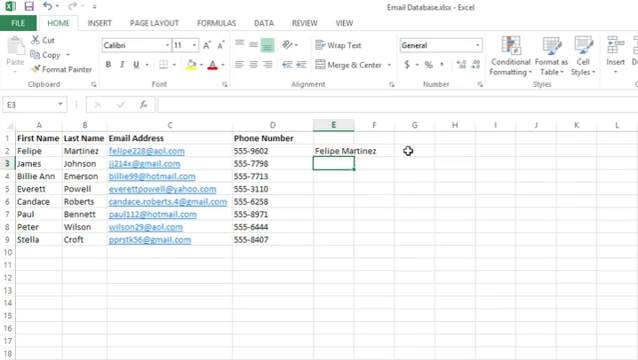 Email Database.xlsx - Excel
FILE HOME INSERT PAGE LAYOUT FORMULAS DATA REVIEW VIEW
Cut
Copy
Format Painter
Paste
Calibri 11 A A
B I U A
Wrap Text
Merge & Center
General
$ % ,
Conditional Formatting
Format as Table
Cell Styles
Insert
Clipboard Font Alignment Number Styles
E3 fx
A B C D E F G H I J K L
1 First Name Last Name Email Address Phone Number
2 Felipe Martinez felipe228@aol.com 555-9602 Felipe Martinez
3 James Johnson jj214x@gmail.com 555-7798
4 Billie Ann Emerson billie99@hotmail.com 555-7713
5 Everett Powell everettpowell@yahoo.com 555-3110
6 Candace Roberts candace.roberts.4@gmail.com 555-6258
7 Paul Bennett paul112@hotmail.com 555-8971
8 Peter Wilson wilson29@aol.com 555-6444
9 Stella Croft pprstk56@gmail.com 555-8407
10
11
12
13
14
15
16
17
18